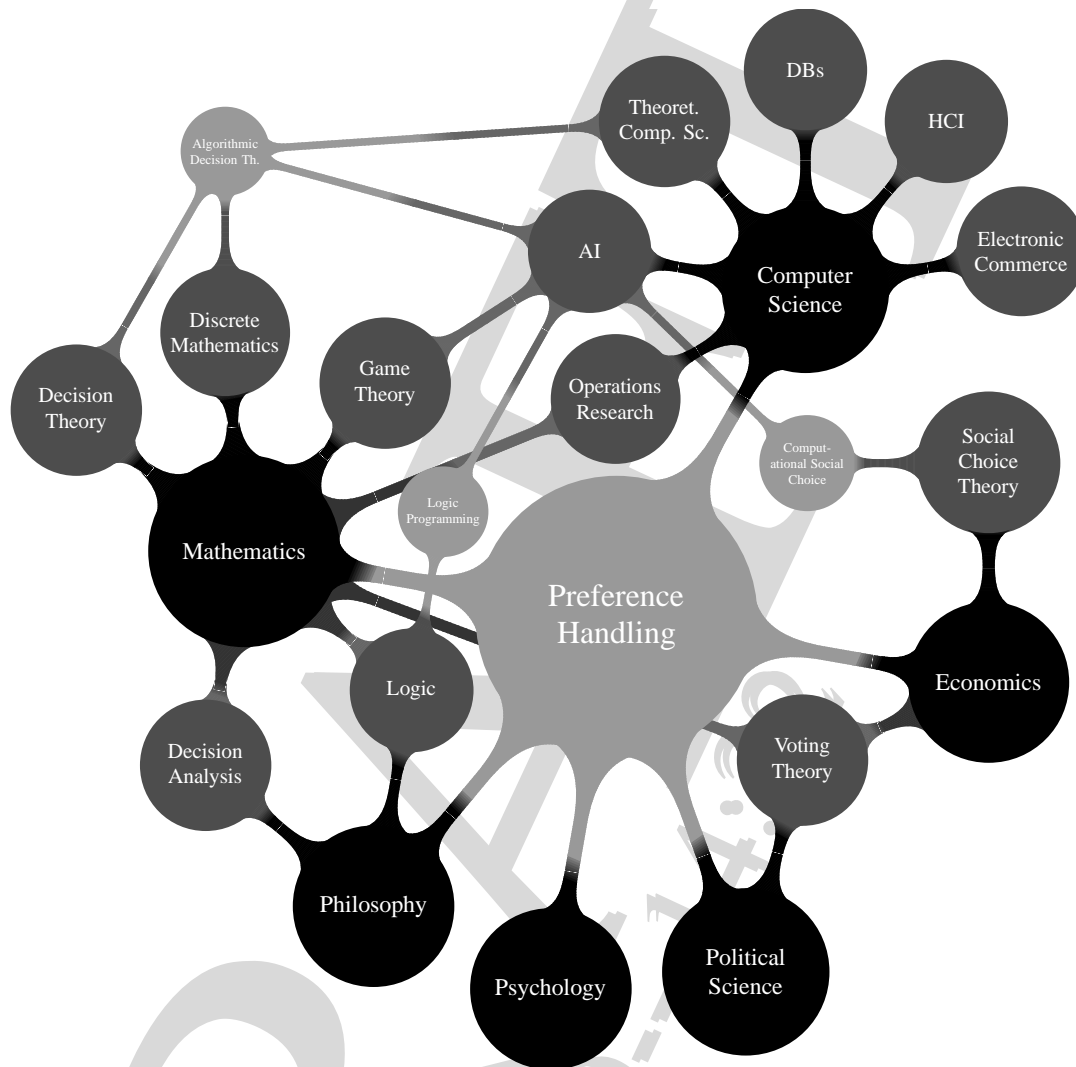 DBs
Theoret.
Comp. Sc.
HCI
Algorithmic
Decision Th.
AI
Electronic
Commerce
Computer
Science
Discrete
Mathematics
Game
Theory
Operations
Research
Decision
Theory
Social
Choice
Theory
Comput-
ational Social
Choice
Logic
Programming
Mathematics
Preference
Handling
Logic
Economics
Decision
Analysis
Voting
Theory
Philosophy
Psychology
Political
Science